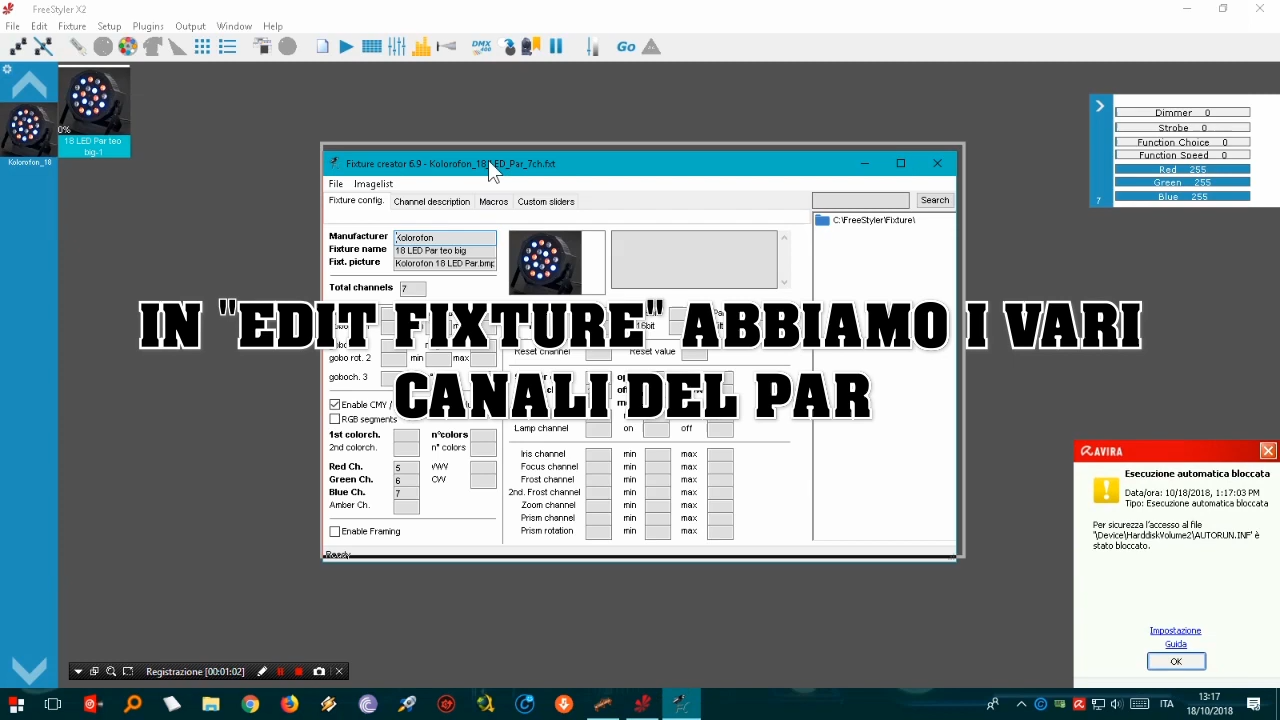 FreeStyler X2
File Edit Fixture Setup Plugins Output Window Help
DMX 400 Go
0%
18 LED Par teo big-1
Kolorofon_18
Dimmer 0
Strobe 0
Function Choice 0
Function Speed 0
Red 255
Green 255
Blue 255
7
Fixture creator 6.9 - Kolorofon_18_LED_Par_7ch.fxt
File Imagelist
Fixture config. Channel description Macros Custom sliders
Search
C:\FreeStyler\Fixture\
Manufacturer Kolorofon
Fixture name 18 LED Par teo big
Fixt. picture Kolorofon 18 LED Par.bmp
Total channels 7
IN "EDIT FIXTURE" ABBIAMO I VARI
CANALI DEL PAR
16bit
Reset channel Reset value
gobo rot. 2 min max
goboch. 3
Enable CMY /
RGB segments
Lamp channel on off
1st colorch. n°colors
2nd colorch. n° colors
Red Ch. 5 WW
Green Ch. 6 CW
Blue Ch. 7
Amber Ch.
Enable Framing
Iris channel min max
Focus channel min max
Frost channel min max
2nd. Frost channel min max
Zoom channel min max
Prism channel min max
Prism rotation min max
Ready
AVIRA
Esecuzione automatica bloccata
Data/ora: 10/18/2018, 1:17:03 PM
Tipo: Esecuzione automatica bloccata
Per sicurezza l'accesso al file
'\Device\HarddiskVolume2\AUTORUN.INF' è
stato bloccato.
Impostazione
Guida
OK
Registrazione [00:01:02]
ITA
13:17
18/10/2018